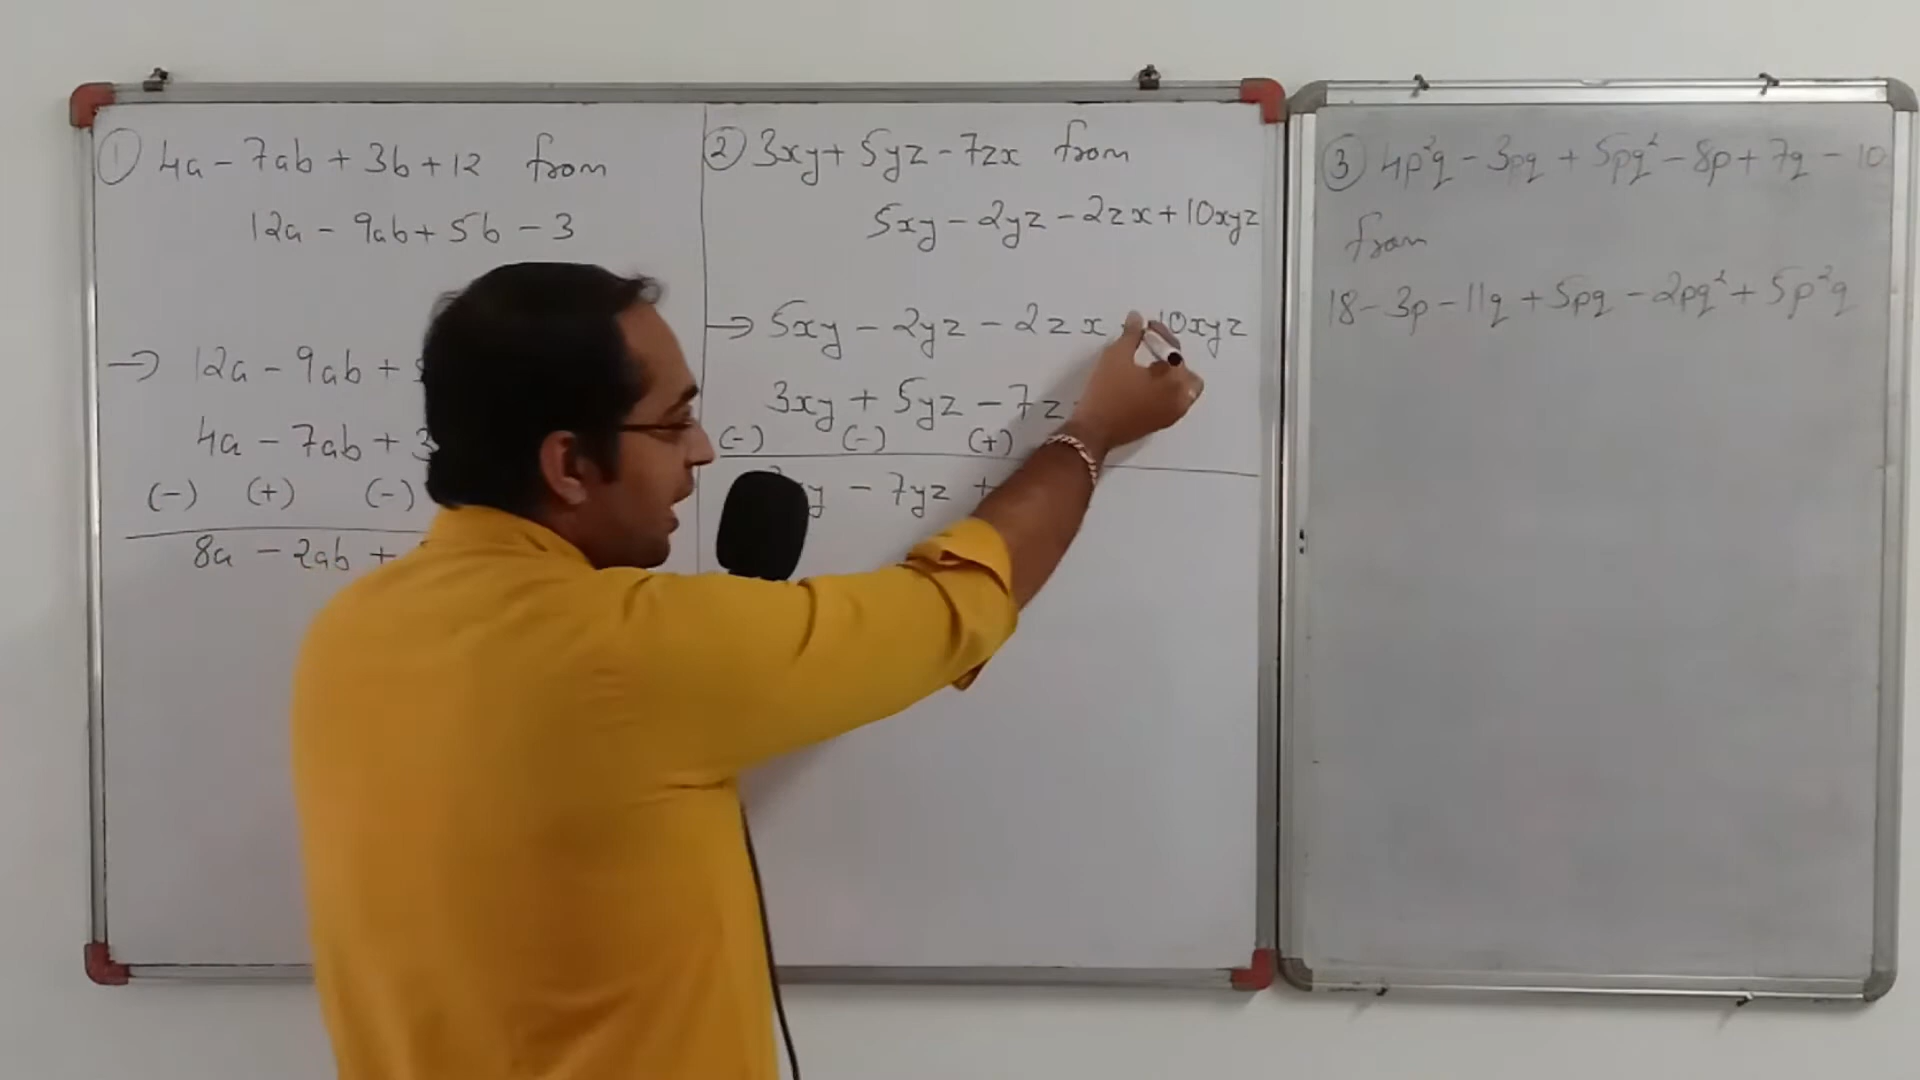 ① 4a - 7ab + 3b + 12 from
12a - 9ab + 5b - 3
→ 12a - 9ab +
4a - 7ab + 3
(-) (+) (-)
8a - 2ab +
② 3xy + 5yz - 7zx from
5xy - 2yz - 2zx + 10xyz
→ 5xy - 2yz - 2zx 10xyz
3xy + 5yz - 7z
(-) (-) (+)
y - 7yz +
③ 4p²q - 3pq + 5pq² - 8p + 7q - 10
from
18 - 3p - 11q + 5pq - 2pq² + 5p²q